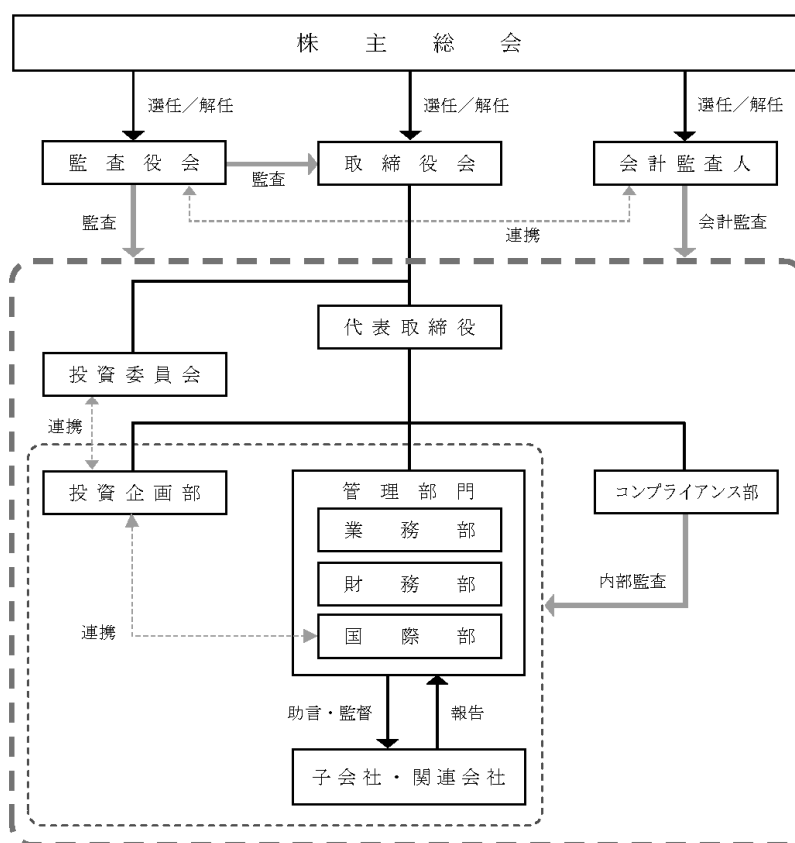 株主総会
選任／解任
選任／解任
選任／解任
監査役会
監査
取締役会
会計監査人
監査
連携
会計監査
代表取締役
投資委員会
連携
投資企画部
管理部門
コンプライアンス部
業務部
財務部
内部監査
国際部
連携
助言・監督
報告
子会社・関連会社